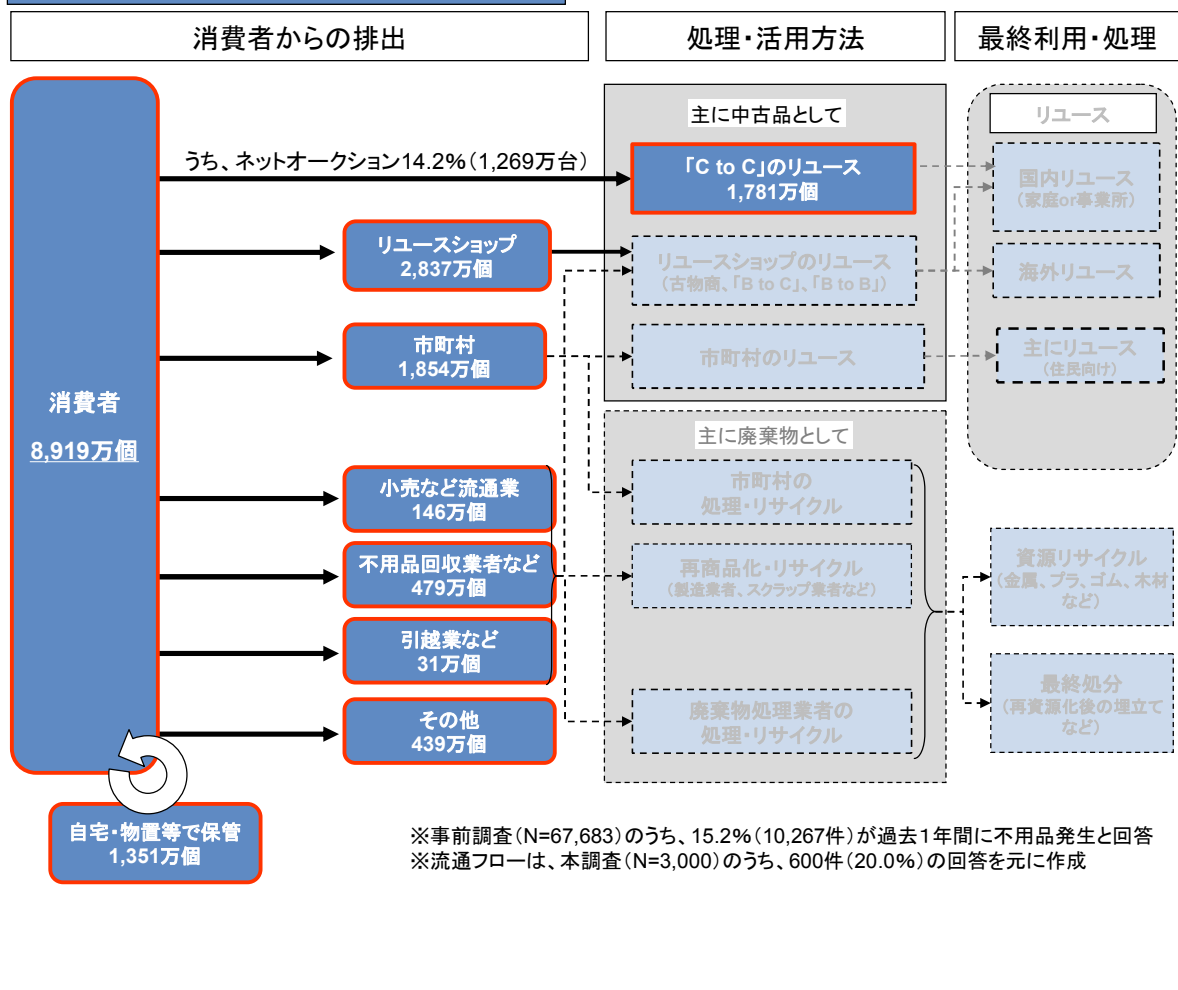 消費者からの排出
処理・活用方法
最終利用・処理
消費者
8,919万個
うち、ネットオークション14.2%(1,269万台)
リユースショップ
2,837万個
市町村
1,854万個
小売など流通業
146万個
不用品回収業者など
479万個
引越業など
31万個
その他
439万個
自宅・物置等で保管
1,351万個
主に中古品として
「C to C」のリユース
1,781万個
リユースショップのリユース
(古物商、「B to C」、「B to B」)
市町村のリユース
主に廃棄物として
市町村の
処理・リサイクル
再商品化・リサイクル
(製造業者、スクラップ業者など)
廃棄物処理業者の
処理・リサイクル
リユース
国内リユース
(家庭or事業所)
海外リユース
主にリユース
(住民向け)
資源リサイクル
(金属、プラ、ゴム、木材
など)
最終処分
(再資源化後の埋立て
など)
※事前調査(N=67,683)のうち、15.2%(10,267件)が過去1年間に不用品発生と回答
※流通フローは、本調査(N=3,000)のうち、600件(20.0%)の回答を元に作成